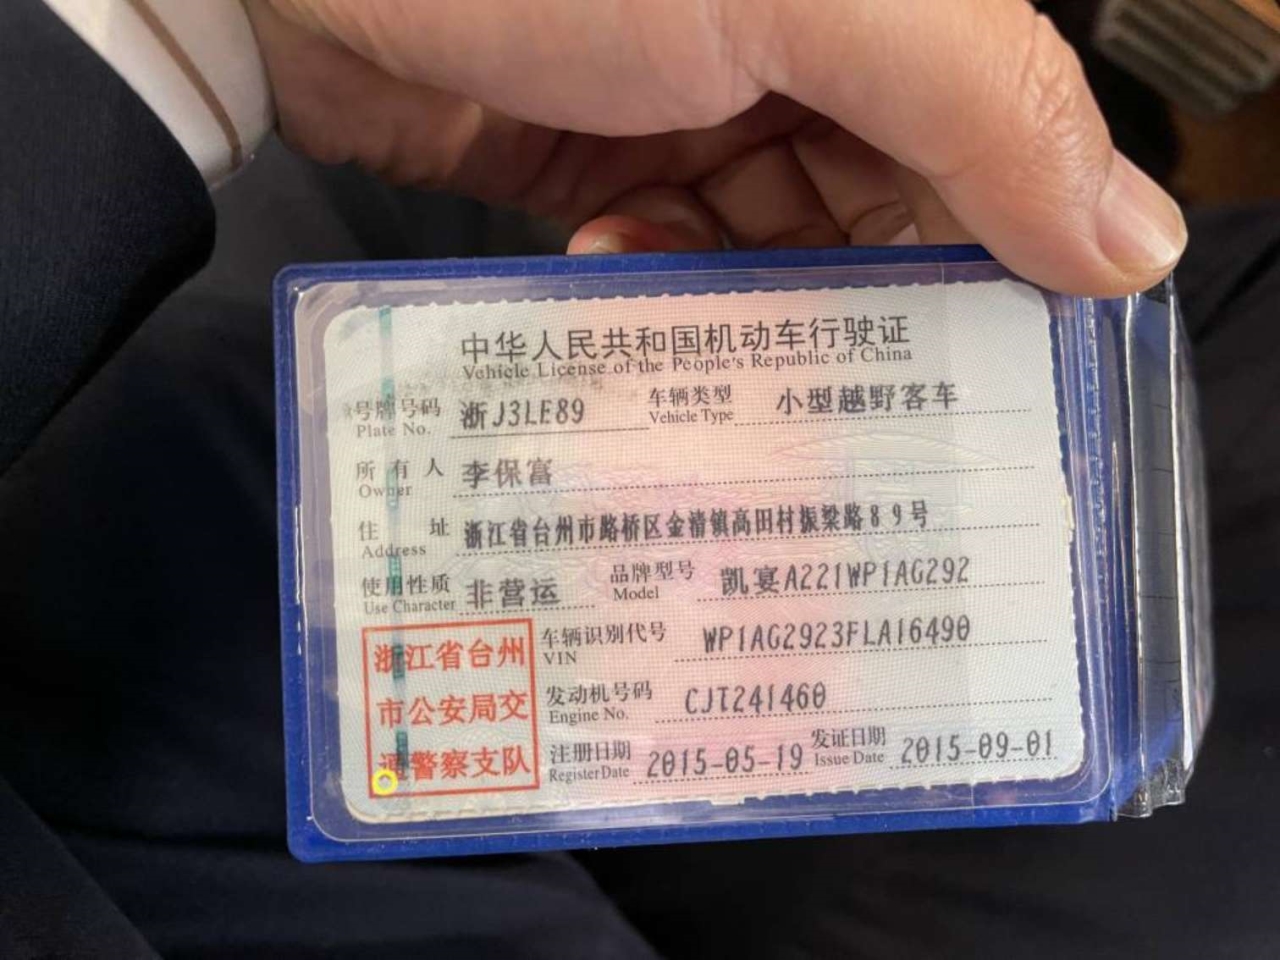 中华人民共和国机动车行驶证
Vehicle License of the People's Republic of China
号牌号码 浙J3LE89 车辆类型 小型越野客车
Plate No. Vehicle Type
所有人 李保富
Owner
住址 浙江省台州市路桥区金清镇高田村振梁路89号
Address
使用性质 非营运 品牌型号 凯宴A221WP1AG292
Use Character Model
浙江省台州
市公安局交
通警察支队
车辆识别代号 WP1AG2923FLA16490
VIN
发动机号码 CJT241460
Engine No.
注册日期 2015-05-19 发证日期 2015-09-01
Register Date Issue Date